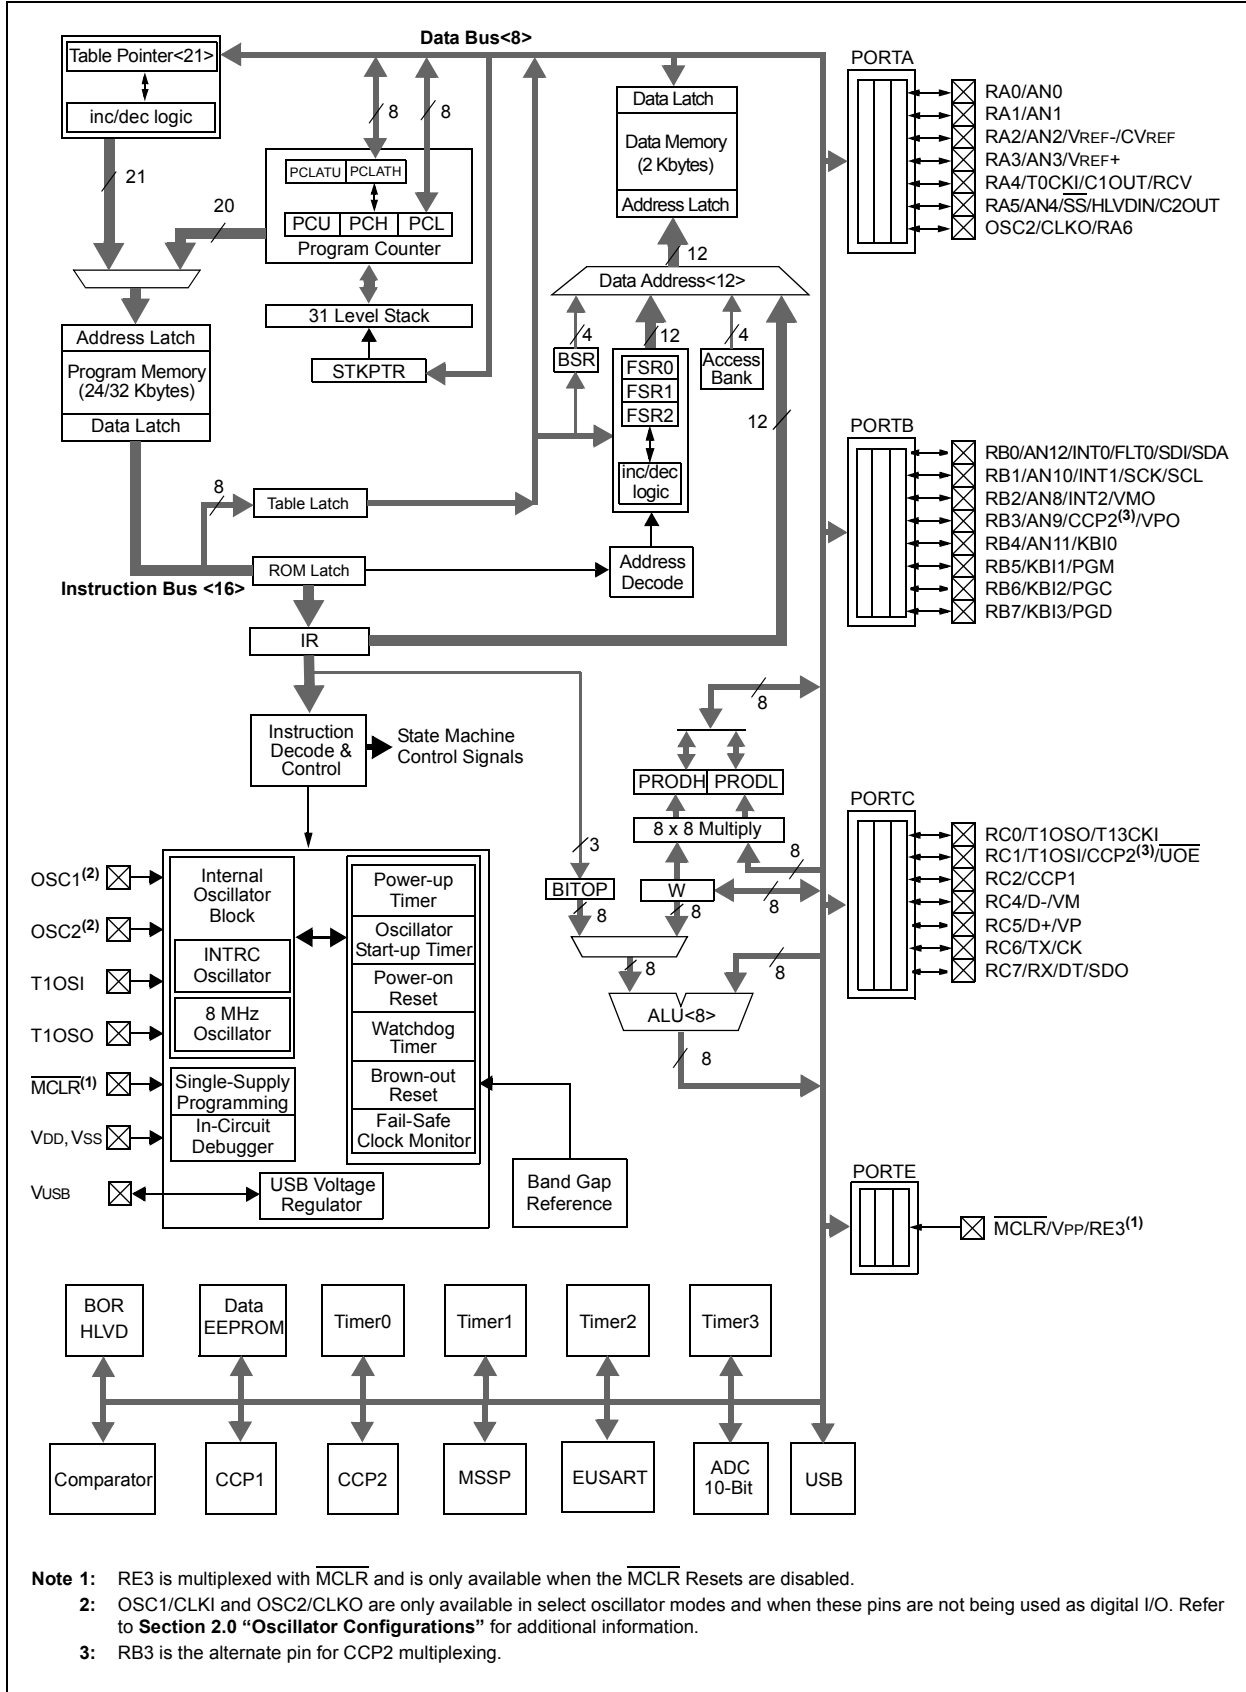 Data Bus<8>
Table Pointer<21>
inc/dec logic
21
20
8
8
PCLATU PCLATH
PCU PCH PCL
Program Counter
31 Level Stack
STKPTR
Address Latch
Program Memory
(24/32 Kbytes)
Data Latch
8
Table Latch
ROM Latch
Instruction Bus <16>
IR
Data Latch
Data Memory
(2 Kbytes)
Address Latch
12
Data Address<12>
4
12
4
BSR
FSR0
FSR1
FSR2
inc/dec
logic
Access
Bank
12
Address
Decode
Instruction
Decode &
Control
State Machine
Control Signals
8
PRODH PRODL
8 x 8 Multiply
3
8
BITOP
W
8
8
8
8
8
ALU<8>
8
OSC1(2)
OSC2(2)
T1OSI
T1OSO
MCLR(1)
VDD, VSS
VUSB
Internal
Oscillator
Block
INTRC
Oscillator
8 MHz
Oscillator
Single-Supply
Programming
In-Circuit
Debugger
USB Voltage
Regulator
Power-up
Timer
Oscillator
Start-up Timer
Power-on
Reset
Watchdog
Timer
Brown-out
Reset
Fail-Safe
Clock Monitor
Band Gap
Reference
PORTA
RA0/AN0
RA1/AN1
RA2/AN2/VREF-/CVREF
RA3/AN3/VREF+
RA4/T0CKI/C1OUT/RCV
RA5/AN4/SS/HLVDIN/C2OUT
OSC2/CLKO/RA6
PORTB
RB0/AN12/INT0/FLT0/SDI/SDA
RB1/AN10/INT1/SCK/SCL
RB2/AN8/INT2/VMO
RB3/AN9/CCP2(3)/VPO
RB4/AN11/KBI0
RB5/KBI1/PGM
RB6/KBI2/PGC
RB7/KBI3/PGD
PORTC
RC0/T1OSO/T13CKI
RC1/T1OSI/CCP2(3)/UOE
RC2/CCP1
RC4/D-/VM
RC5/D+/VP
RC6/TX/CK
RC7/RX/DT/SDO
PORTE
MCLR/VPP/RE3(1)
BOR
HLVD
Data
EEPROM
Timer0
Timer1
Timer2
Timer3
Comparator
CCP1
CCP2
MSSP
EUSART
ADC
10-Bit
USB
Note 1: RE3 is multiplexed with MCLR and is only available when the MCLR Resets are disabled.
2: OSC1/CLKI and OSC2/CLKO are only available in select oscillator modes and when these pins are not being used as digital I/O. Refer
to Section 2.0 “Oscillator Configurations” for additional information.
3: RB3 is the alternate pin for CCP2 multiplexing.